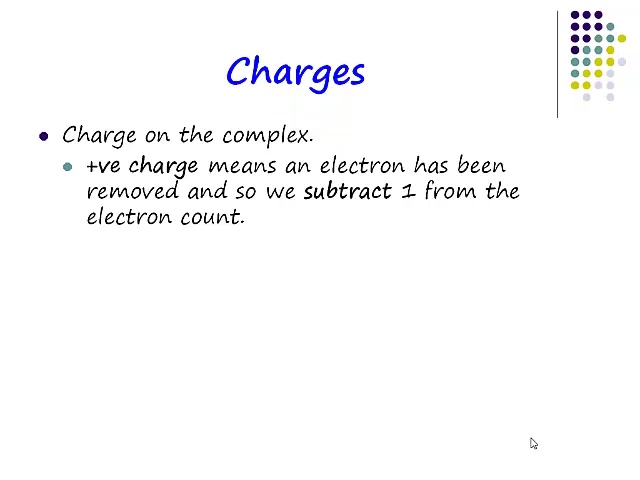 Charges
Charge on the complex.
+ve charge means an electron has been
removed and so we subtract 1 from the
electron count.